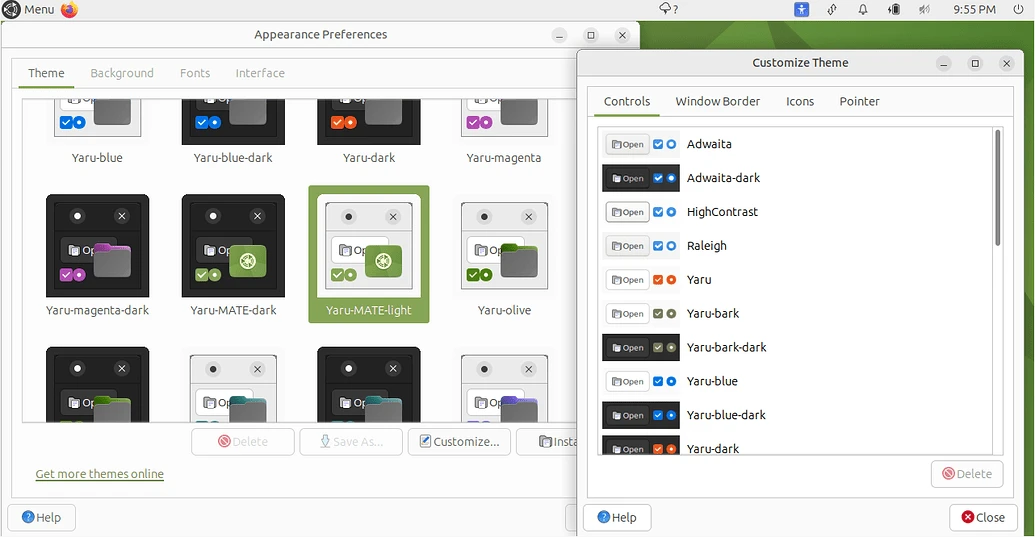 Menu
?
9:55 PM
Appearance Preferences
Theme Background Fonts Interface
Yaru-blue Yaru-blue-dark Yaru-dark Yaru-magenta
Yaru-magenta-dark Yaru-MATE-dark Yaru-MATE-light Yaru-olive
Delete Save As... Customize...
Get more themes online
Help
Customize Theme
Controls Window Border Icons Pointer
Open Adwaita
Open Adwaita-dark
Open HighContrast
Open Raleigh
Open Yaru
Open Yaru-bark
Open Yaru-bark-dark
Open Yaru-blue
Open Yaru-blue-dark
Open Yaru-dark
Delete
Help Close